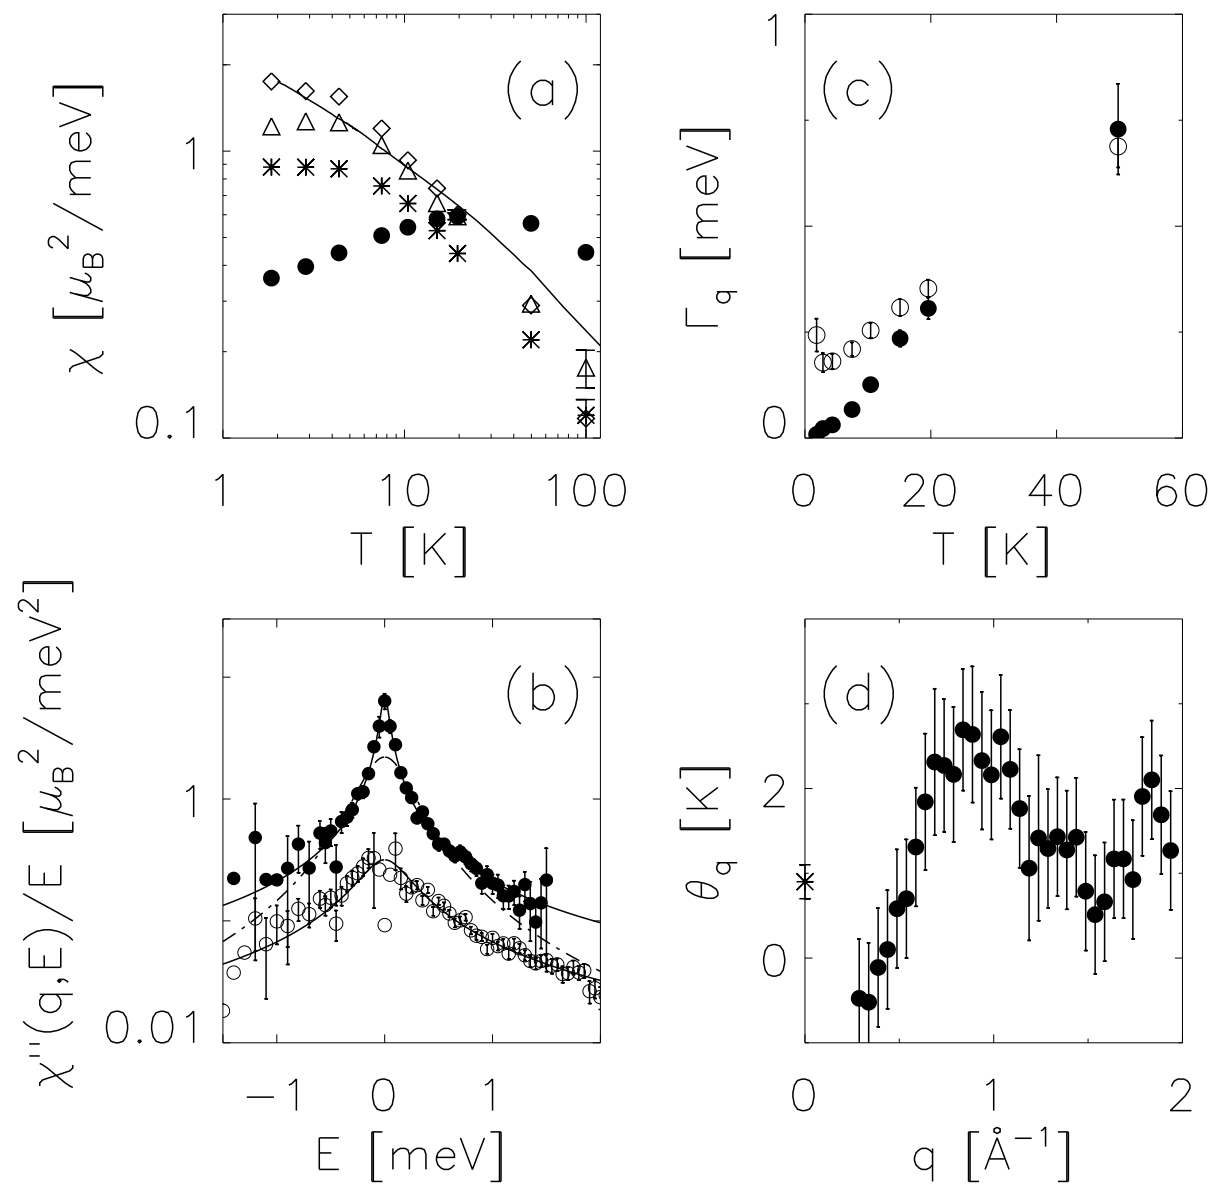 (a)
χ [μB²/meV]
1
0.1
1 10 100
T [K]
(c)
Γq [meV]
1
0
0 20 40 60
T [K]
(b)
χ'''(q,E)/E [μB²/meV²]
1
0.01
−1 0 1
E [meV]
(d)
θq [K]
2
0
0 1 2
q [Å⁻¹]